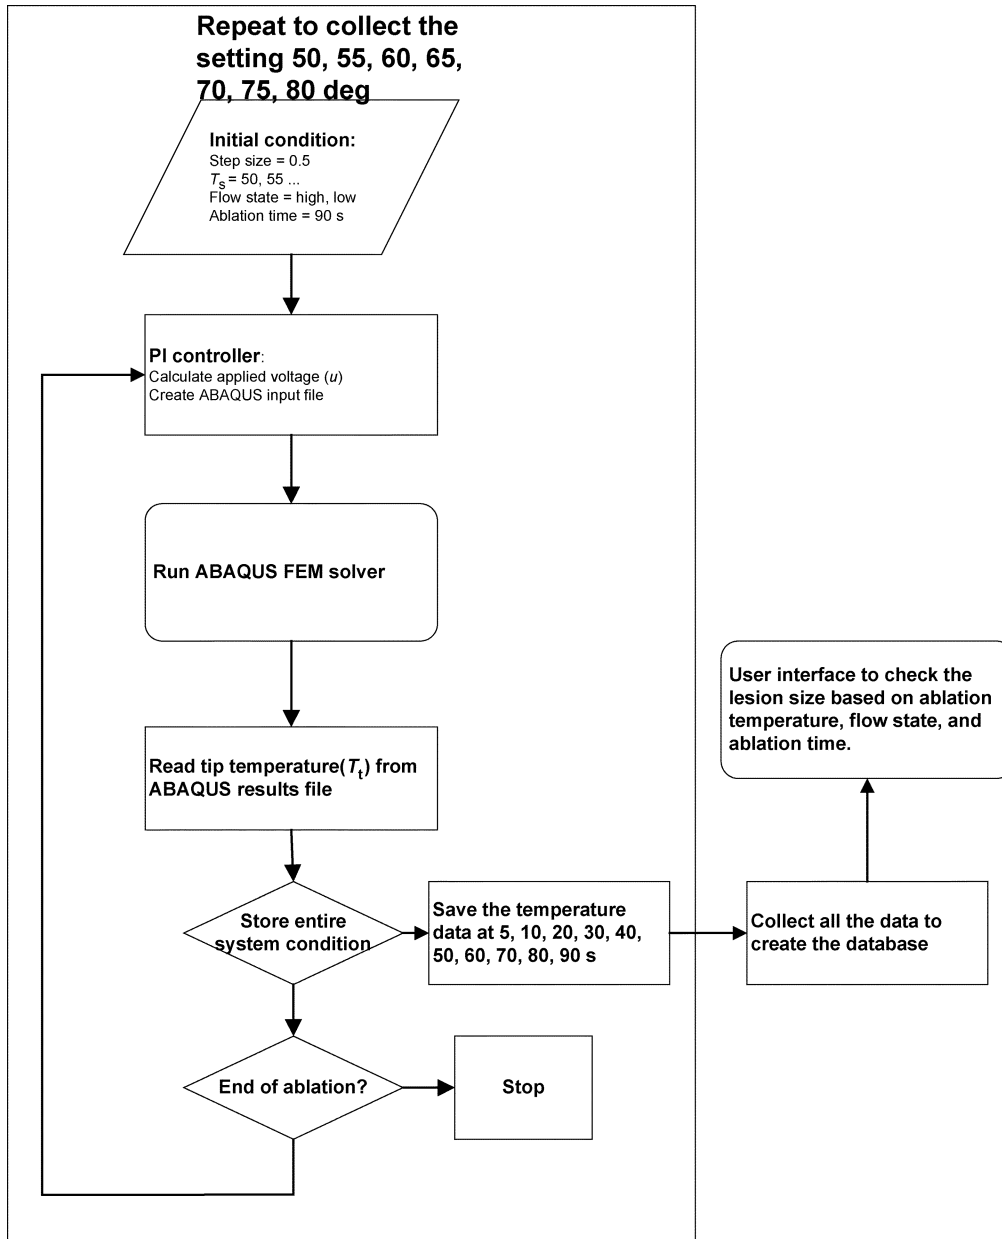 Repeat to collect the
setting 50, 55, 60, 65,
70, 75, 80 deg
Initial condition:
Step size = 0.5
Ts = 50, 55 ...
Flow state = high, low
Ablation time = 90 s
PI controller:
Calculate applied voltage (u)
Create ABAQUS input file
Run ABAQUS FEM solver
Read tip temperature(Tt) from
ABAQUS results file
Store entire
system condition
Save the temperature
data at 5, 10, 20, 30, 40,
50, 60, 70, 80, 90 s
Collect all the data to
create the database
User interface to check the
lesion size based on ablation
temperature, flow state, and
ablation time.
End of ablation?
Stop